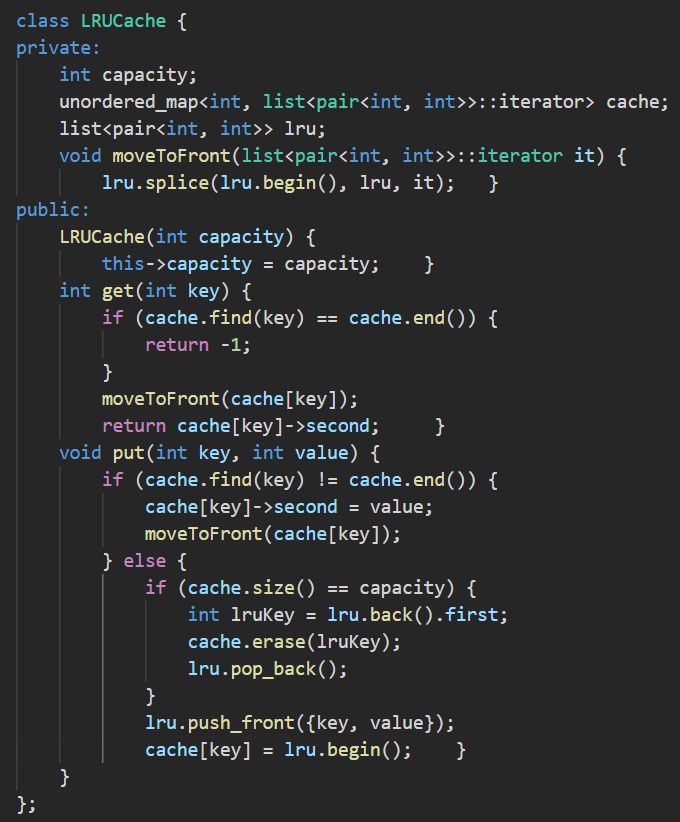 class LRUCache {
private:
    int capacity;
    unordered_map<int, list<pair<int, int>>::iterator> cache;
    list<pair<int, int>> lru;
    void moveToFront(list<pair<int, int>>::iterator it) {
        lru.splice(lru.begin(), lru, it);   }
public:
    LRUCache(int capacity) {
        this->capacity = capacity;    }
    int get(int key) {
        if (cache.find(key) == cache.end()) {
            return -1;
        }
        moveToFront(cache[key]);
        return cache[key]->second;     }
    void put(int key, int value) {
        if (cache.find(key) != cache.end()) {
            cache[key]->second = value;
            moveToFront(cache[key]);
        } else {
            if (cache.size() == capacity) {
                int lruKey = lru.back().first;
                cache.erase(lruKey);
                lru.pop_back();
            }
            lru.push_front({key, value});
            cache[key] = lru.begin();    }
    }
};